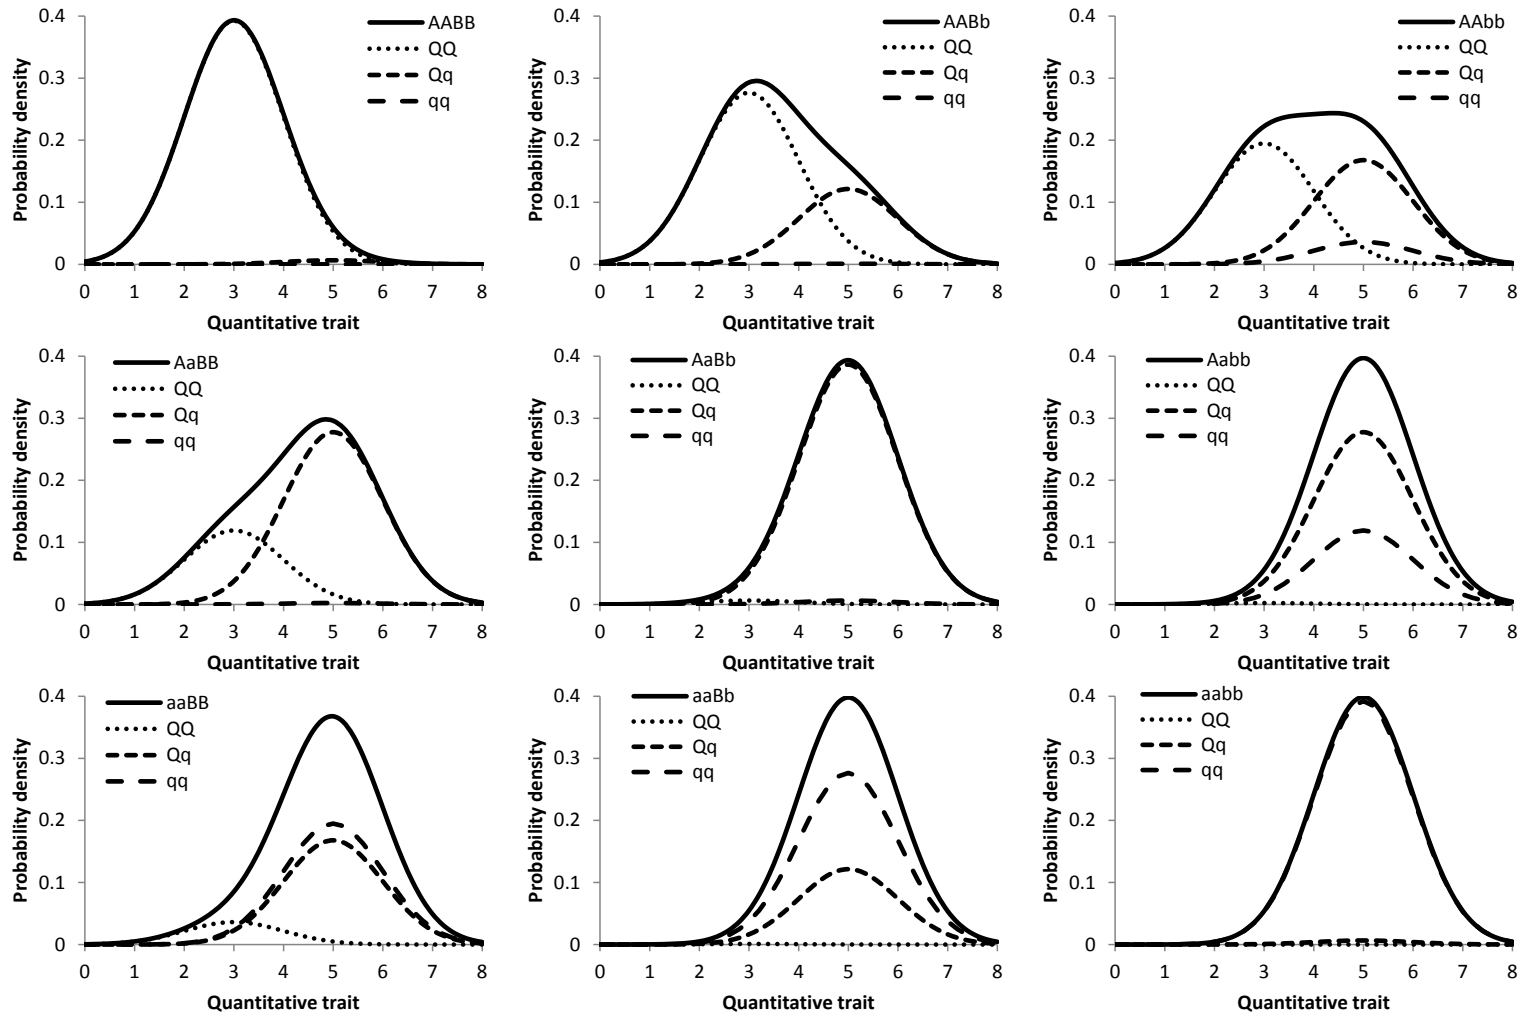 0.4
0.3
0.2
0.1
0
Probability density
AABB
QQ
Qq
qq
0 1 2 3 4 5 6 7 8
Quantitative trait
0.4
0.3
0.2
0.1
0
Probability density
AABb
QQ
Qq
qq
0 1 2 3 4 5 6 7 8
Quantitative trait
0.4
0.3
0.2
0.1
0
Probability density
AAbb
QQ
Qq
qq
0 1 2 3 4 5 6 7 8
Quantitative trait
0.4
0.3
0.2
0.1
0
Probability density
AaBB
QQ
Qq
qq
0 1 2 3 4 5 6 7 8
Quantitative trait
0.4
0.3
0.2
0.1
0
Probability density
AaBb
QQ
Qq
qq
0 1 2 3 4 5 6 7 8
Quantitative trait
0.4
0.3
0.2
0.1
0
Probability density
Aabb
QQ
Qq
qq
0 1 2 3 4 5 6 7 8
Quantitative trait
0.4
0.3
0.2
0.1
0
Probability density
aaBB
QQ
Qq
qq
0 1 2 3 4 5 6 7 8
Quantitative trait
0.4
0.3
0.2
0.1
0
Probability density
aaBb
QQ
Qq
qq
0 1 2 3 4 5 6 7 8
Quantitative trait
0.4
0.3
0.2
0.1
0
Probability density
aabb
QQ
Qq
qq
0 1 2 3 4 5 6 7 8
Quantitative trait